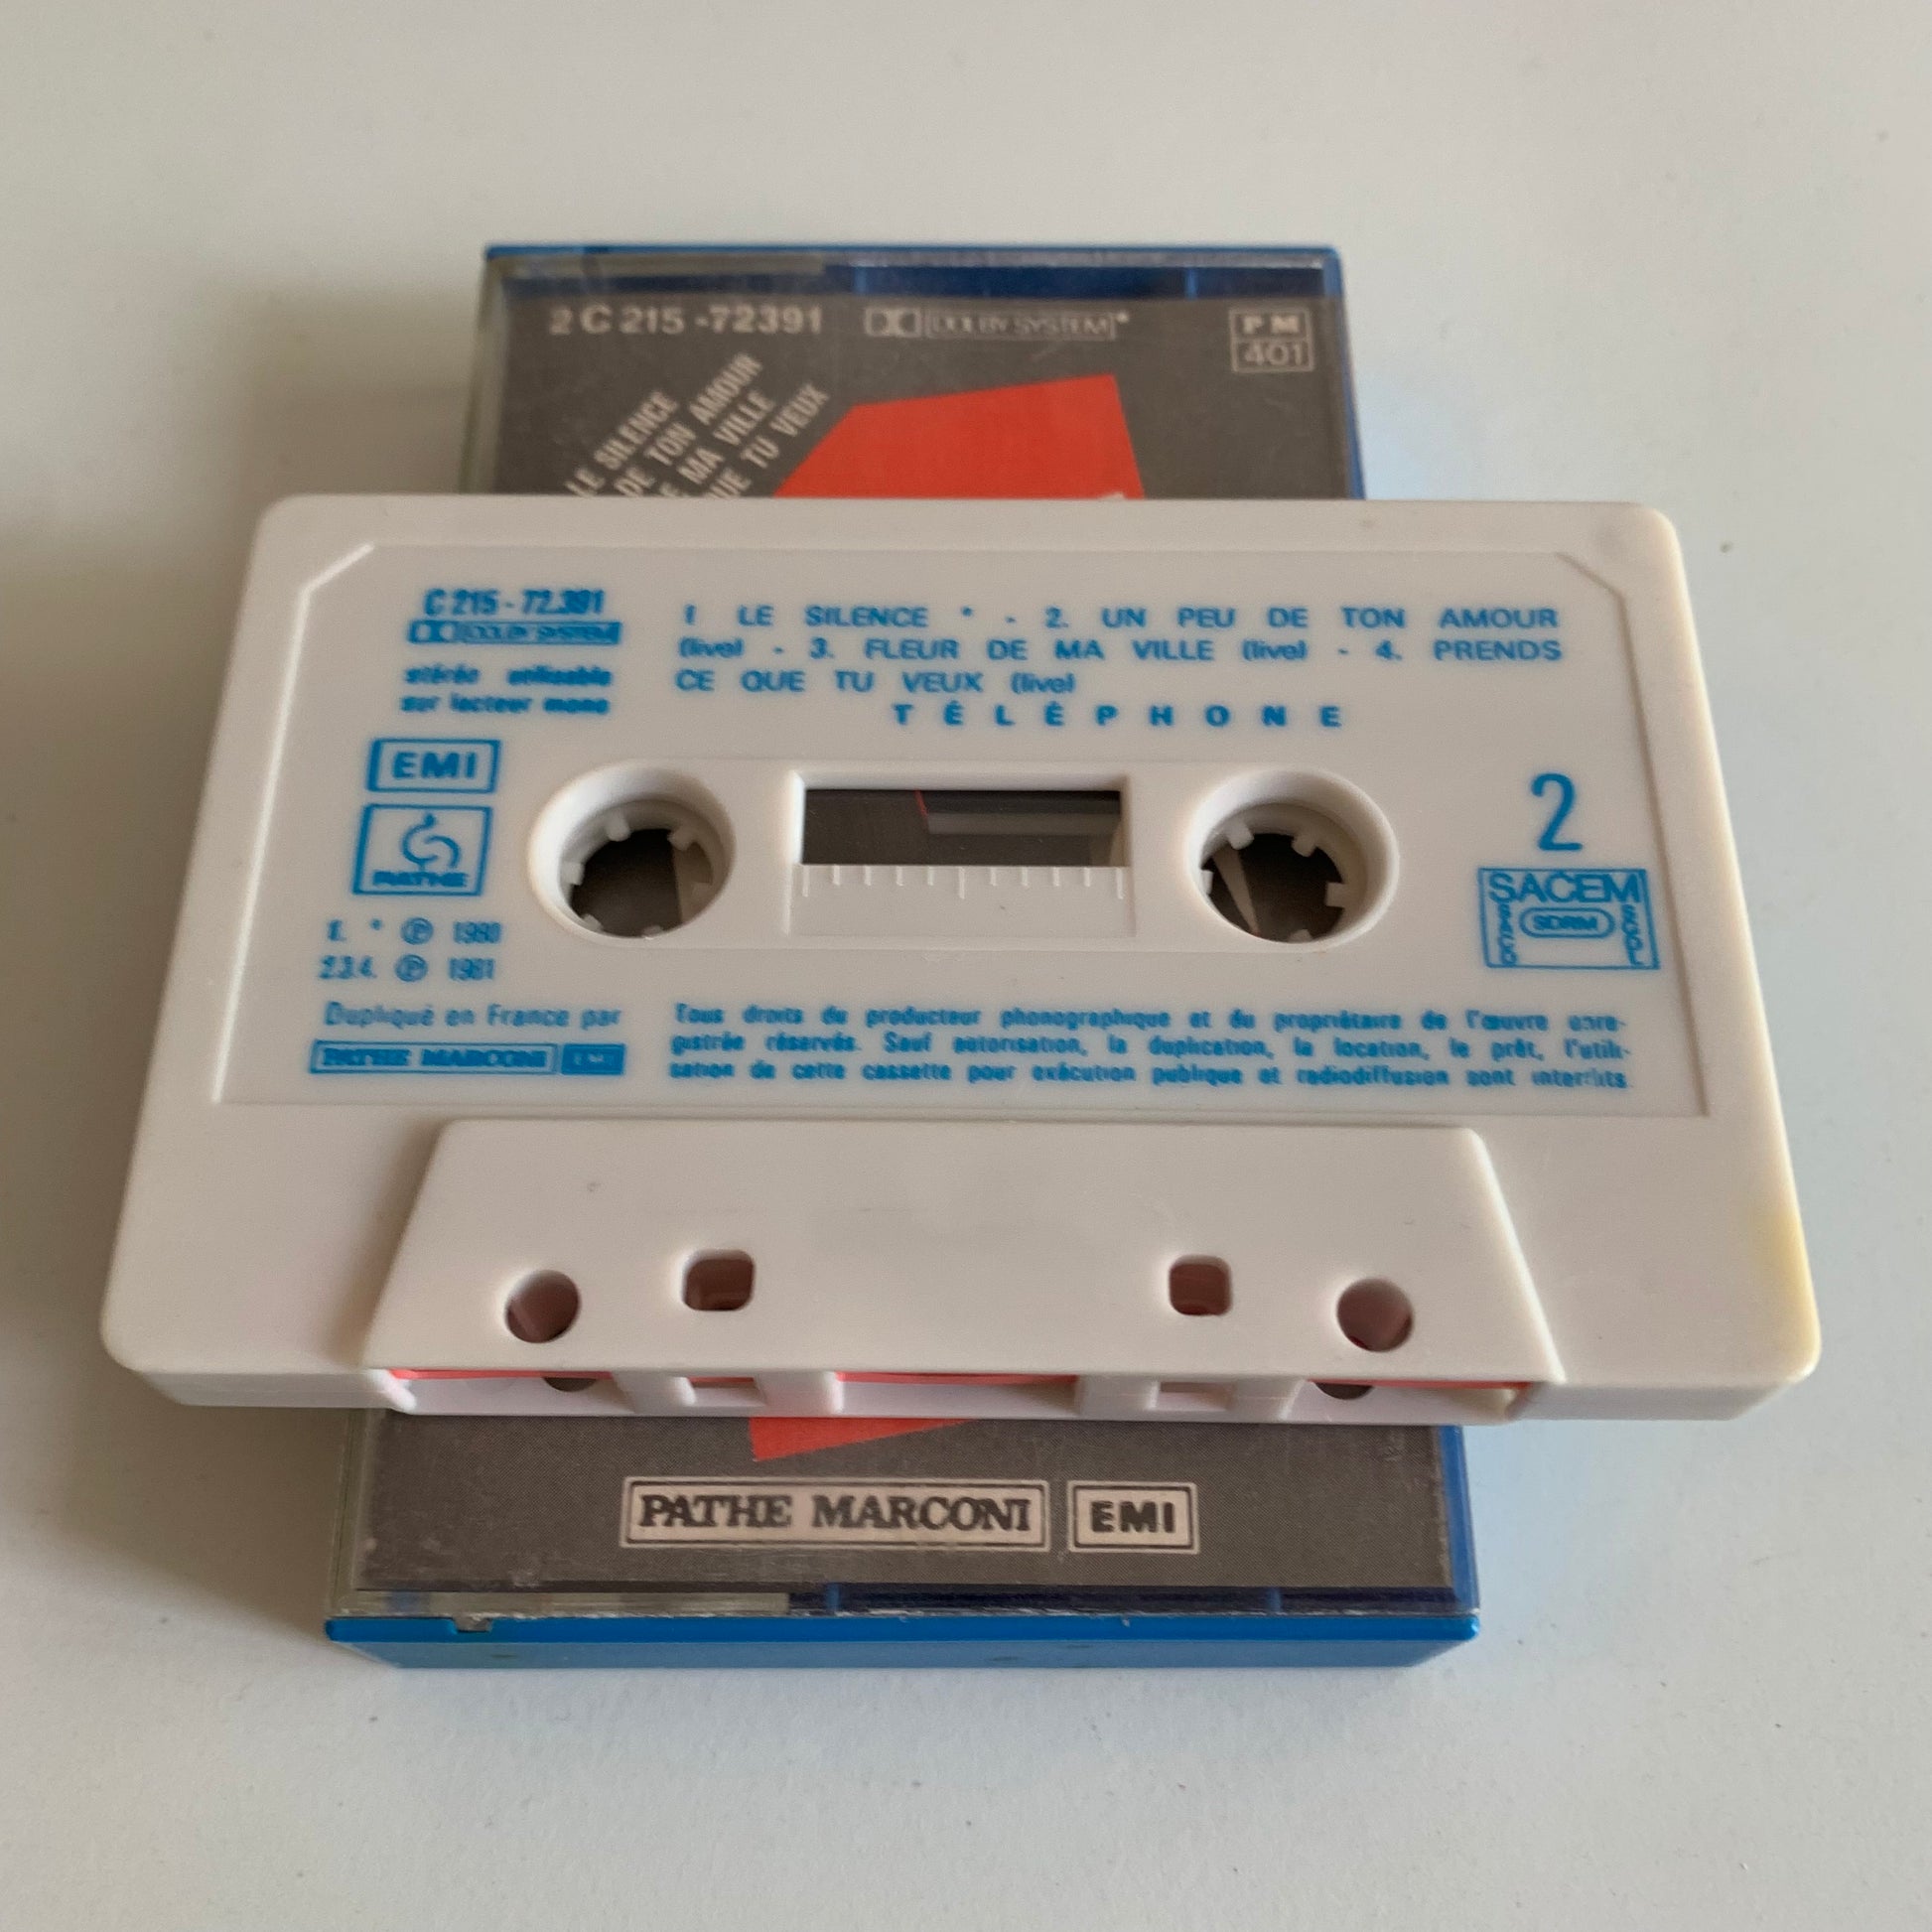 2 C 215 -72391 DOLBY SYSTEM*
PM
401
LE SILENCE
DE TON AMOUR
MA VILLE
QUE TU VEUX
C 215 - 72.391
DOLBY SYSTEM
stéréo utilisable
sur lecteur mono
1 LE SILENCE * - 2. UN PEU DE TON AMOUR
(live) - 3. FLEUR DE MA VILLE (live) - 4. PRENDS
CE QUE TU VEUX (live)
TÉLÉPHONE
EMI
PATHE
2
SACEM
SACD SDRM SCDL
1. * Ⓟ 1980
2.3.4. Ⓟ 1981
Dupliqué en France par
PATHE MARCONI EMI
Tous droits du producteur phonographique et du propriétaire de l'œuvre enre-
gistrée réservés. Sauf autorisation, la duplication, la location, le prêt, l'utili-
sation de cette cassette pour exécution publique et radiodiffusion sont interdits
PATHE MARCONI EMI